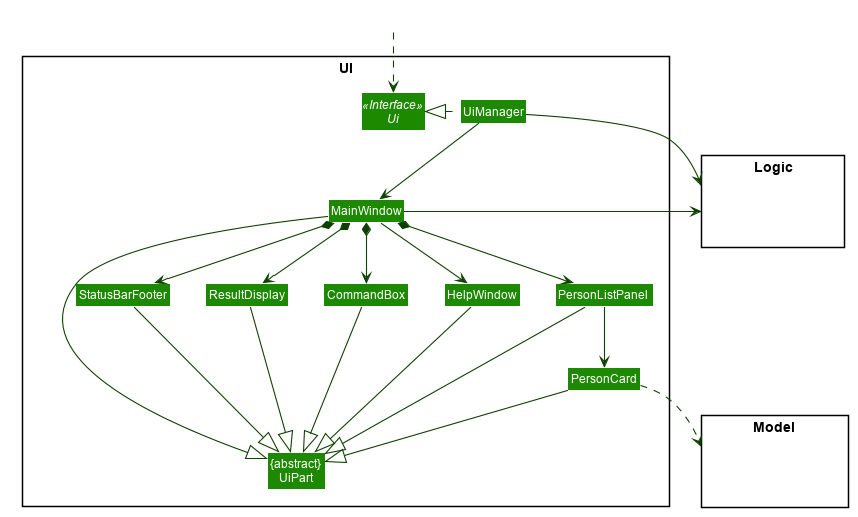 UI
«Interface»
Ui
UiManager
Logic
MainWindow
StatusBarFooter
ResultDisplay
CommandBox
HelpWindow
PersonListPanel
PersonCard
Model
{abstract}
UiPart